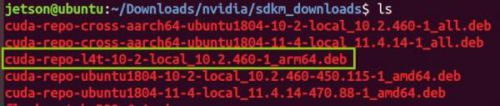 jetson@ubuntu:~/Downloads/nvidia/sdkm_downloads$ ls
cuda-repo-cross-aarch64-ubuntu1804-10-2-local_10.2.460-1_all.deb
cuda-repo-cross-aarch64-ubuntu1804-11-4-local_11.4.14-1_all.deb
cuda-repo-l4t-10-2-local_10.2.460-1_arm64.deb
cuda-repo-ubuntu1804-10-2-local_10.2.460-450.115-1_amd64.deb
cuda-repo-ubuntu1804-11-4-local_11.4.14-470.88-1_amd64.deb